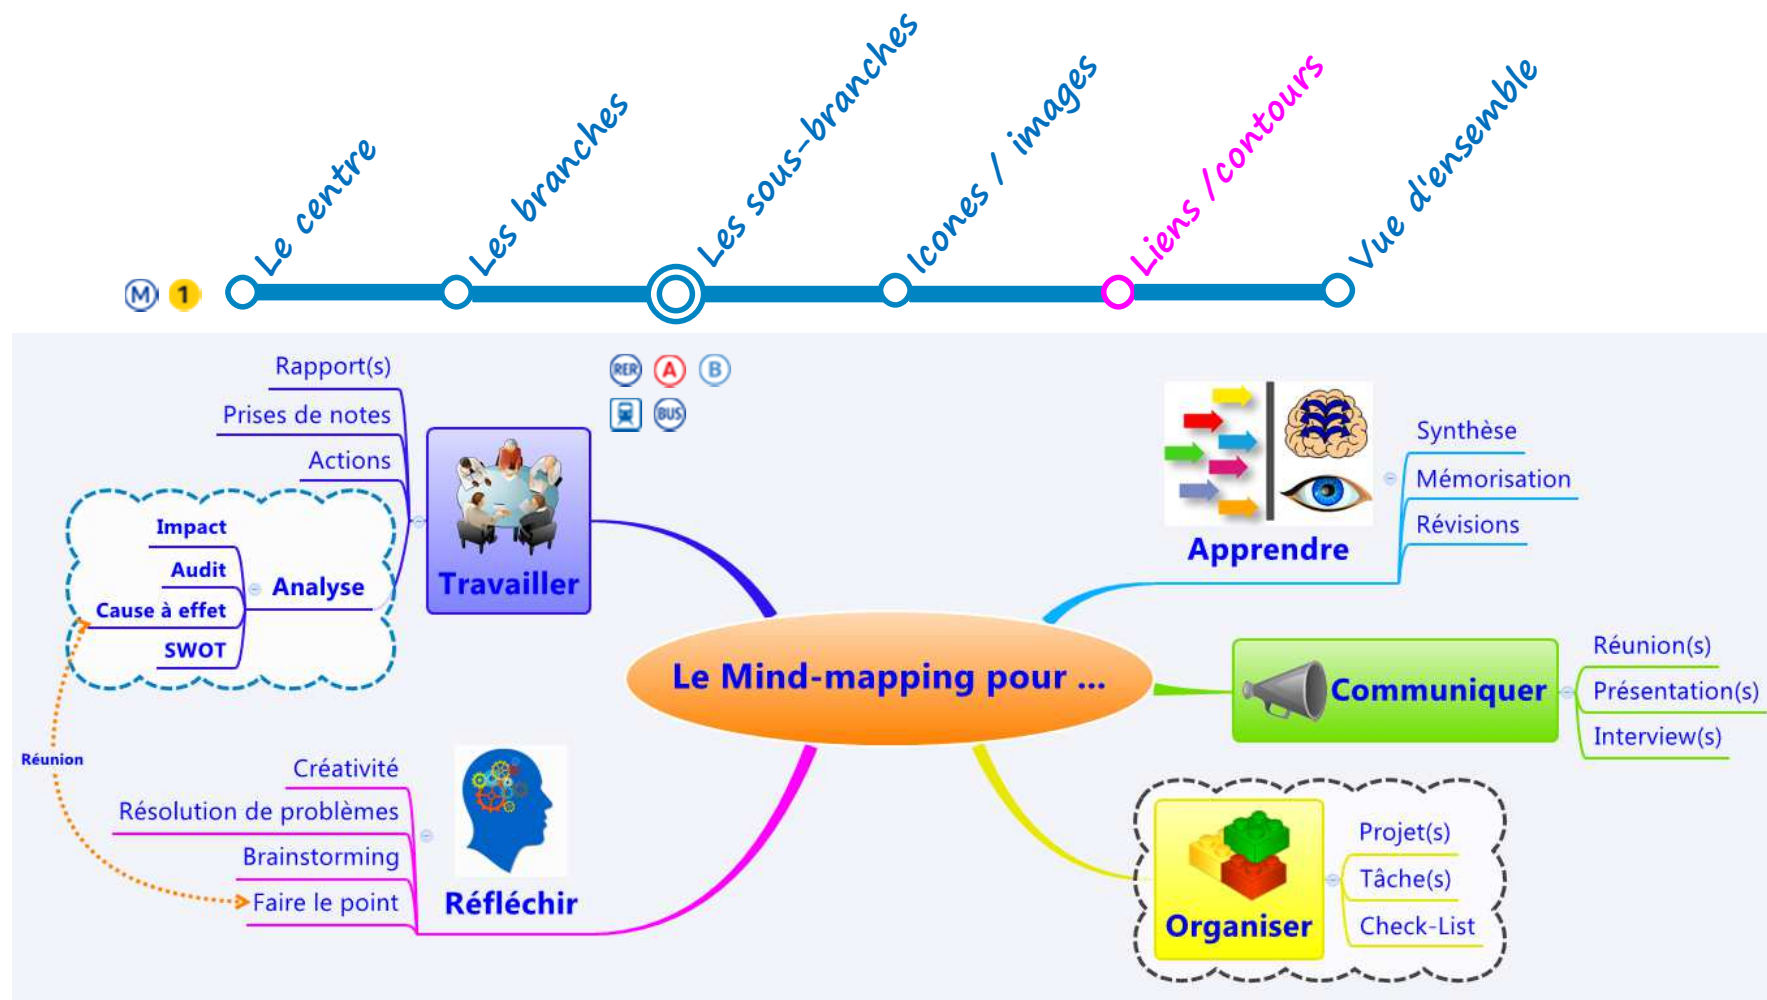 Le centre
Les branches
Les sous-branches
Icones / images
Liens /contours
Vue d'ensemble
M 1
RER A B
BUS
Rapport(s)
Prises de notes
Actions
Impact
Audit
Cause à effet
SWOT
Analyse
Travailler
Réunion
Créativité
Résolution de problèmes
Brainstorming
Faire le point
Réfléchir
Le Mind-mapping pour ...
Apprendre
Synthèse
Mémorisation
Révisions
Communiquer
Réunion(s)
Présentation(s)
Interview(s)
Organiser
Projet(s)
Tâche(s)
Check-List